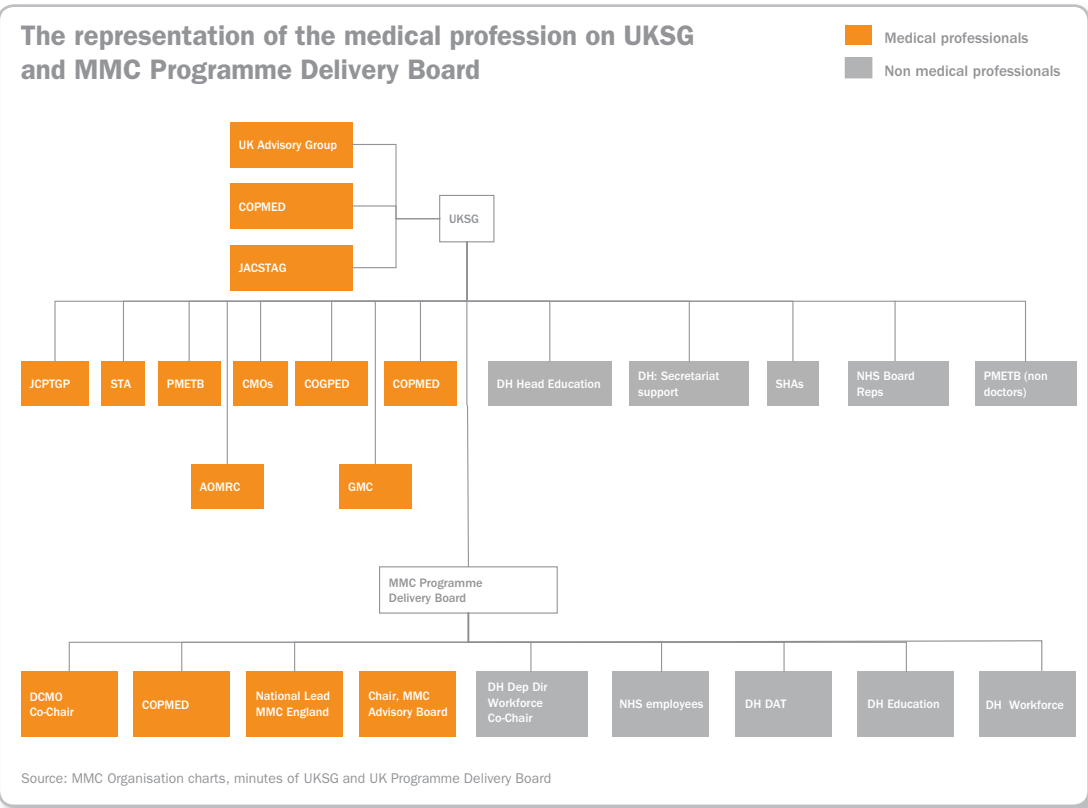 The representation of the medical profession on UKSG
and MMC Programme Delivery Board
Medical professionals
Non medical professionals
UK Advisory Group
COPMED
JACSTAG
UKSG
JCPTGP
STA
PMETB
CMOs
COGPED
COPMED
DH Head Education
DH: Secretariat
support
SHAs
NHS Board
Reps
PMETB (non
doctors)
AOMRC
GMC
MMC Programme
Delivery Board
DCMO
Co-Chair
COPMED
National Lead
MMC England
Chair, MMC
Advisory Board
DH Dep Dir
Workforce
Co-Chair
NHS employees
DH DAT
DH Education
DH Workforce
Source: MMC Organisation charts, minutes of UKSG and UK Programme Delivery Board